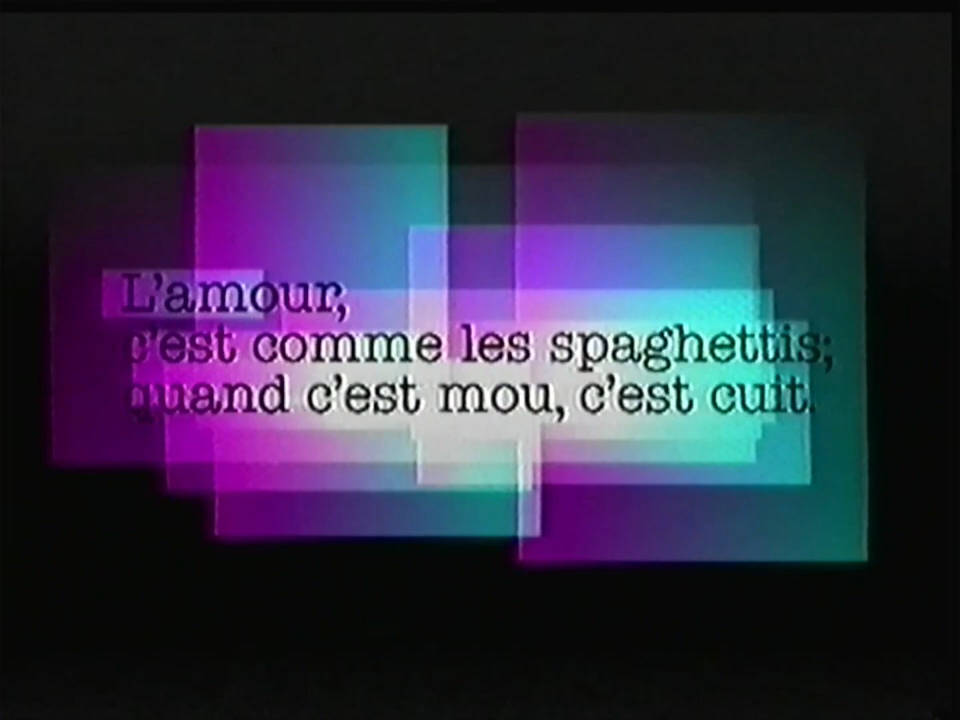 L'amour,
c'est comme les spaghettis;
quand c'est mou, c'est cuit.